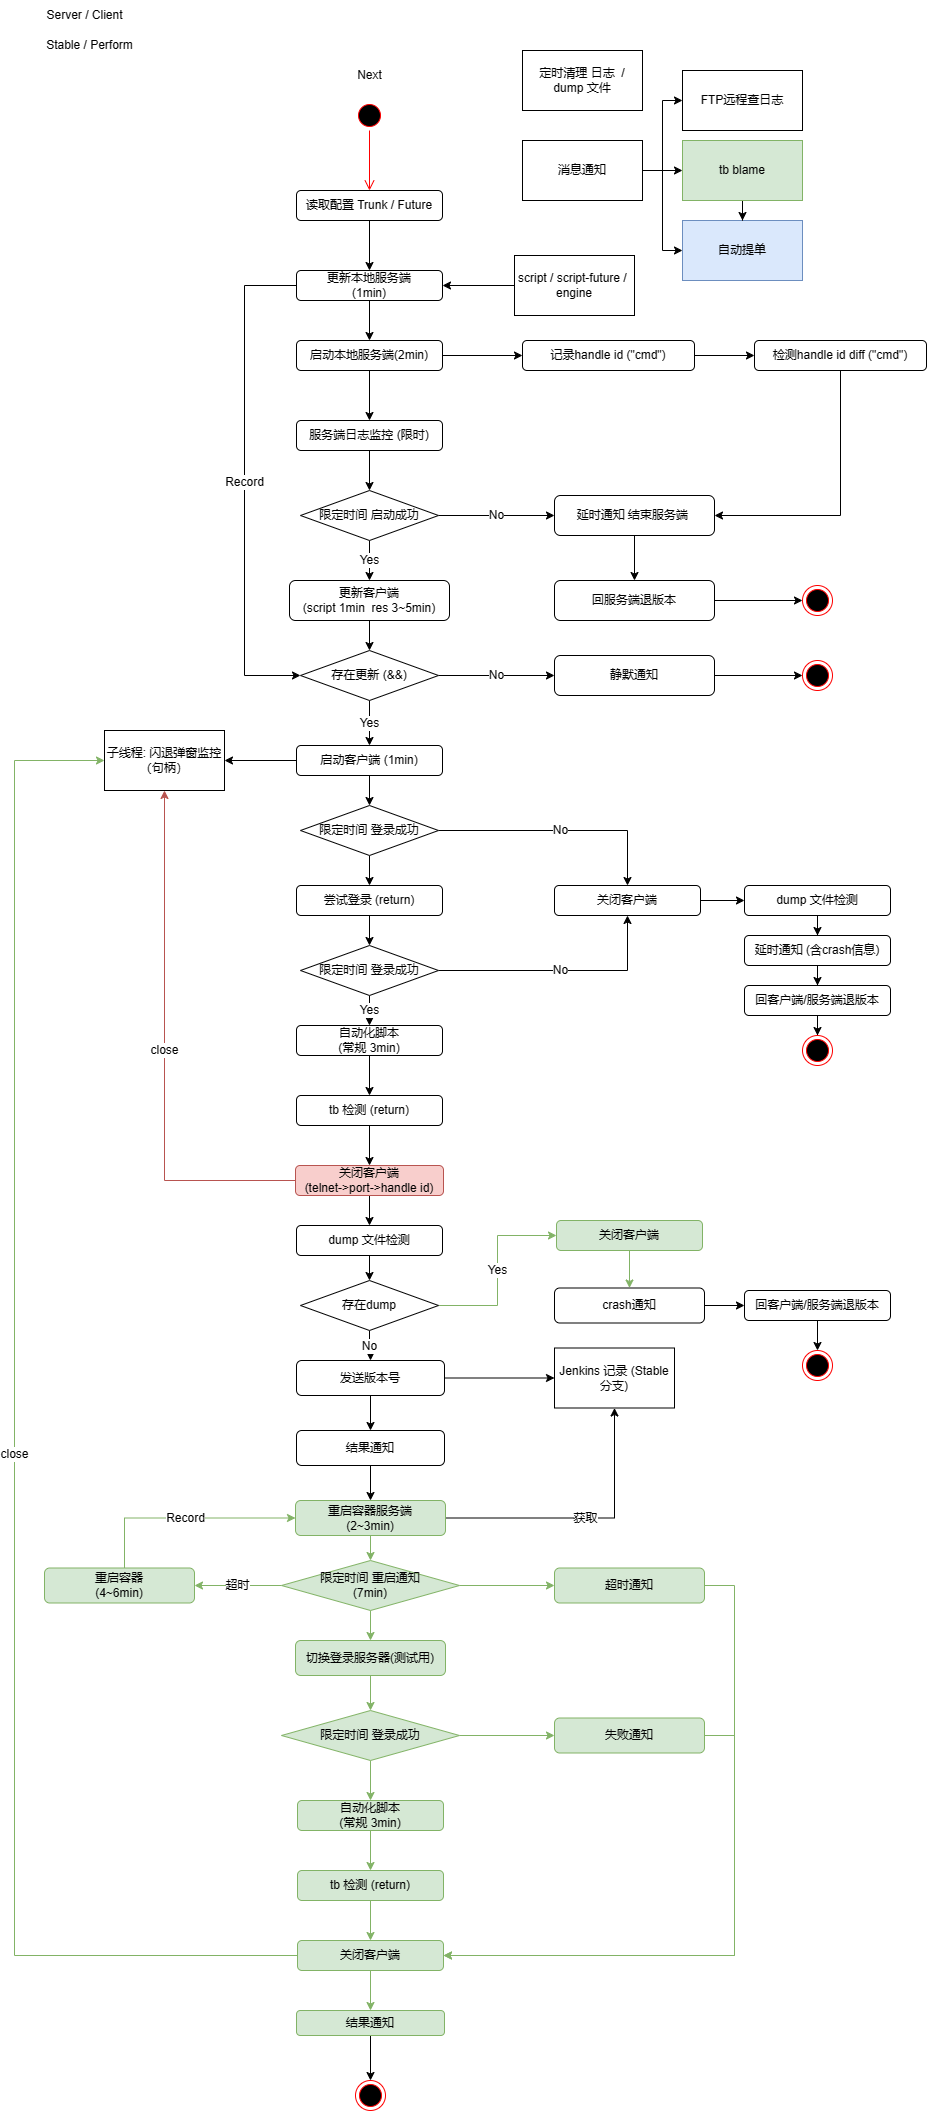 Server / Client
Stable / Perform
Next
定时清理 日志 /
dump 文件
FTP远程查日志
消息通知
tb blame
自动提单
读取配置 Trunk / Future
更新本地服务端
(1min)
script / script-future /
engine
启动本地服务端(2min)
记录handle id ("cmd")
检测handle id diff ("cmd")
服务端日志监控 (限时)
Record
限定时间 启动成功
No
延时通知 结束服务端
Yes
更新客户端
(script 1min res 3~5min)
回服务端退版本
存在更新 (&&)
No
静默通知
Yes
子线程: 闪退弹窗监控
(句柄)
启动客户端 (1min)
限定时间 登录成功
No
尝试登录 (return)
关闭客户端
dump 文件检测
延时通知 (含crash信息)
限定时间 登录成功
No
回客户端/服务端退版本
Yes
自动化脚本
(常规 3min)
close
tb 检测 (return)
关闭客户端
(telnet->port->handle id)
dump 文件检测
关闭客户端
Yes
存在dump
crash通知
回客户端/服务端退版本
No
发送版本号
Jenkins 记录 (Stable
分支)
结果通知
close
重启容器服务端
(2~3min)
Record
获取
重启容器
(4~6min)
超时
限定时间 重启通知
(7min)
超时通知
切换登录服务器(测试用)
限定时间 登录成功
失败通知
自动化脚本
(常规 3min)
tb 检测 (return)
关闭客户端
结果通知